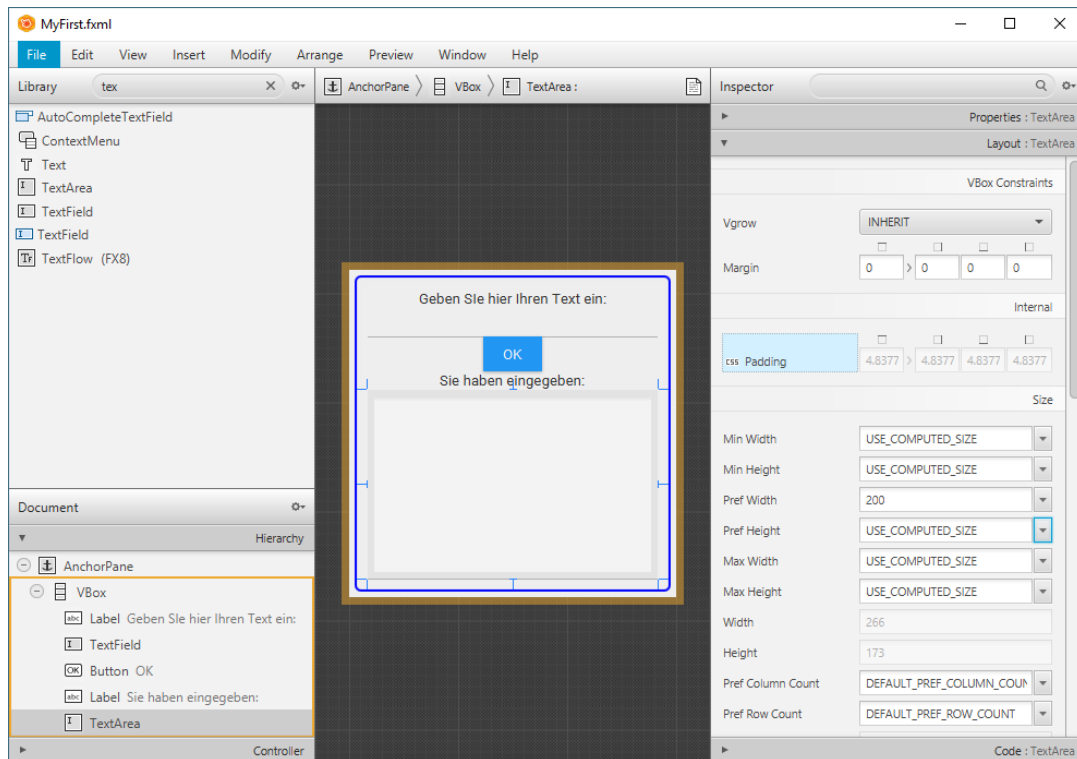 MyFirst.fxml
File Edit View Insert Modify Arrange Preview Window Help
Library tex
AutoCompleteTextField
ContextMenu
Text
TextArea
TextField
TextField
TextFlow (FX8)
Document
Hierarchy
AnchorPane
VBox
abc Label Geben SIe hier Ihren Text ein:
TextField
OK Button OK
abc Label Sie haben eingegeben:
TextArea
Controller
AnchorPane VBox TextArea :
Geben SIe hier Ihren Text ein:
OK
Sie haben eingegeben:
Inspector
Properties : TextArea
Layout : TextArea
VBox Constraints
Vgrow INHERIT
Margin 0 > 0 0 0
Internal
css Padding 4.8377 > 4.8377 4.8377 4.8377
Size
Min Width USE_COMPUTED_SIZE
Min Height USE_COMPUTED_SIZE
Pref Width 200
Pref Height USE_COMPUTED_SIZE
Max Width USE_COMPUTED_SIZE
Max Height USE_COMPUTED_SIZE
Width 266
Height 173
Pref Column Count DEFAULT_PREF_COLUMN_COUN
Pref Row Count DEFAULT_PREF_ROW_COUNT
Code : TextArea